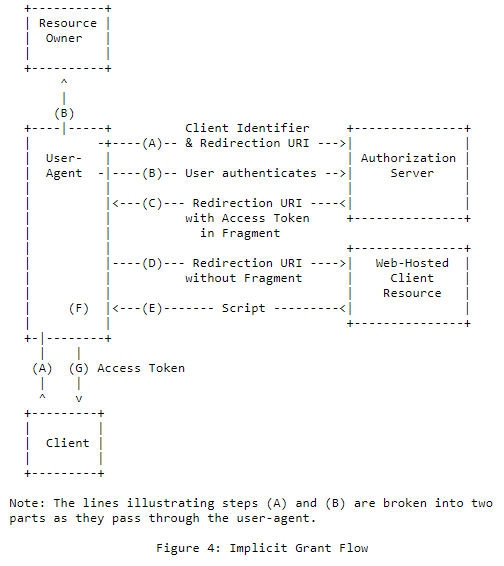 +----------+
| Resource |
|  Owner   |
|          |
+----------+
     ^
     |
    (B)
+----|-----+          Client Identifier     +---------------+
|         -+----(A)-- & Redirection URI --->|               |
|  User-   |                                | Authorization |
|  Agent  -|----(B)-- User authenticates -->|     Server    |
|          |                                |               |
|          |<---(C)-- Redirection URI ----<|               |
|          |          with Access Token     +---------------+
|          |            in Fragment
|          |                                +---------------+
|          |----(D)-- Redirection URI ---->|   Web-Hosted  |
|          |          without Fragment      |     Client    |
|          |                                |    Resource   |
|     (F)  |<---(E)------- Script ---------<|               |
|          |                                +---------------+
+-|--------+
  |    |
 (A)  (G) Access Token
  |    |
  ^    v
+---------+
|         |
|  Client |
|         |
+---------+
Note: The lines illustrating steps (A) and (B) are broken into two
parts as they pass through the user-agent.
Figure 4: Implicit Grant Flow